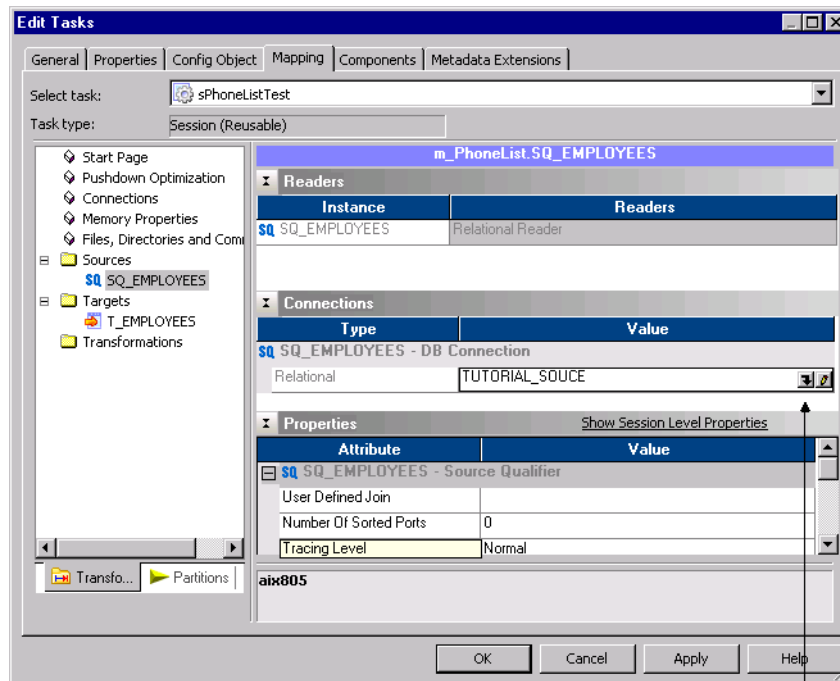 Edit Tasks
General Properties Config Object Mapping Components Metadata Extensions
Select task: sPhoneListTest
Task type: Session (Reusable)
Start Page
Pushdown Optimization
Connections
Memory Properties
Files, Directories and Com
Sources
SQ SQ_EMPLOYEES
Targets
T_EMPLOYEES
Transformations
Transfo... Partitions
m_PhoneList.SQ_EMPLOYEES
Readers
Instance Readers
SQ SQ_EMPLOYEES Relational Reader
Connections
Type Value
SQ SQ_EMPLOYEES - DB Connection
Relational TUTORIAL_SOUCE
Properties Show Session Level Properties
Attribute Value
SQ SQ_EMPLOYEES - Source Qualifier
User Defined Join
Number Of Sorted Ports 0
Tracing Level Normal
aix805
OK Cancel Apply Help